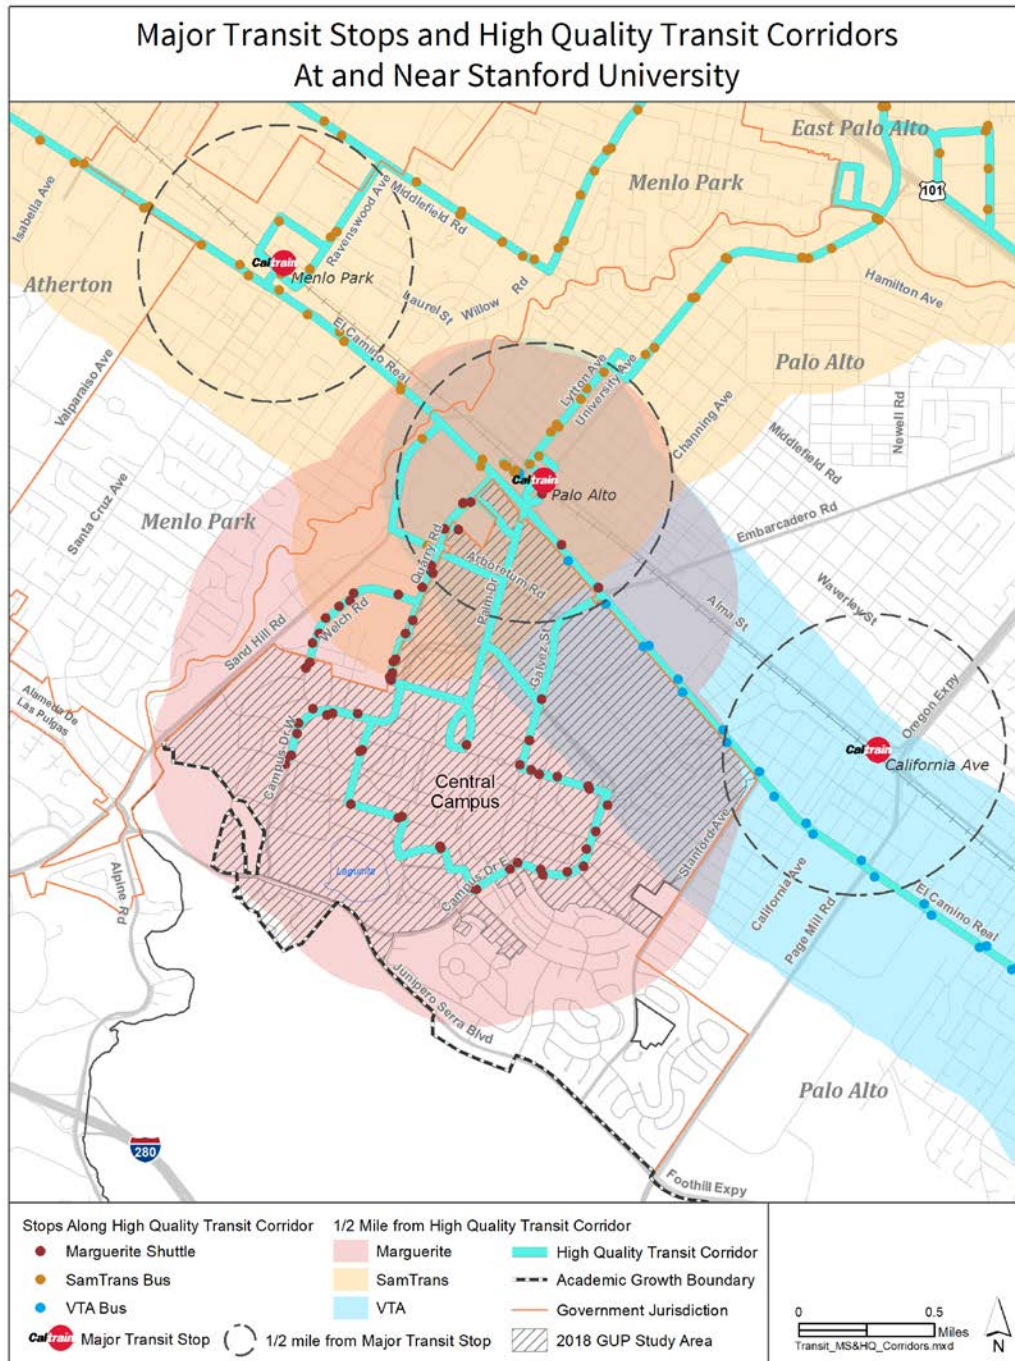 Major Transit Stops and High Quality Transit Corridors
At and Near Stanford University
East Palo Alto
Menlo Park
101
Isabella Ave
Middlefield Rd
Ravenswood Ave
Caltrain
Menlo Park
Atherton
Hamilton Ave
Laurel St
Willow Rd
El Camino Real
Palo Alto
Valparaiso Ave
Lytton Ave
University Ave
Channing Ave
Newell Rd
Middlefield Rd
Santa Cruz Ave
Caltrain
Palo Alto
Menlo Park
Embarcadero Rd
Quarry Rd
Arboretum Rd
Palm Dr
Waverley St
Alma St
Welch Rd
Sand Hill Rd
Galvez St
Alameda De
Las Pulgas
Oregon Expy
Campus Dr W
Caltrain
California Ave
Central
Campus
Stanford Ave
Lagunita
Campus Dr E
Alpine Rd
California Ave
Page Mill Rd
El Camino Real
Junipero Serra Blvd
Palo Alto
280
Foothill Expy
Stops Along High Quality Transit Corridor
Marguerite Shuttle
SamTrans Bus
VTA Bus
Caltrain Major Transit Stop
1/2 Mile from High Quality Transit Corridor
Marguerite
SamTrans
VTA
1/2 mile from Major Transit Stop
High Quality Transit Corridor
Academic Growth Boundary
Government Jurisdiction
2018 GUP Study Area
0 0.5
Miles
Transit_MS&HQ_Corridors.mxd
N